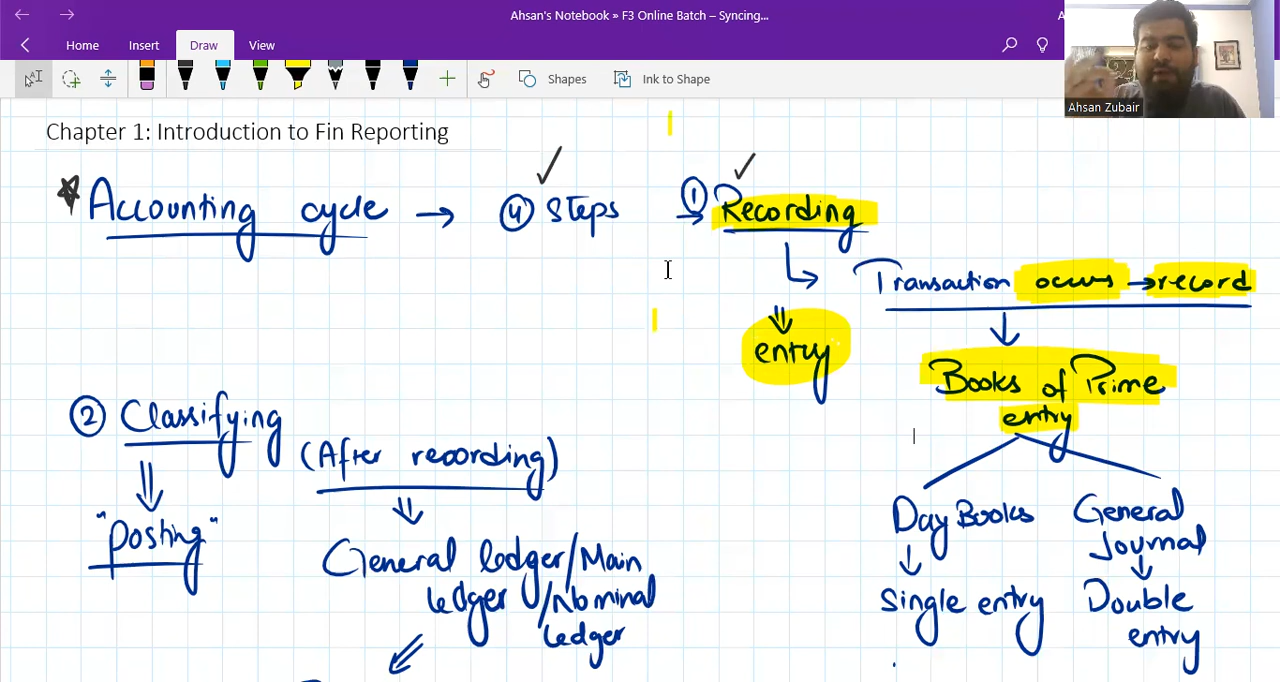 Ahsan's Notebook » F3 Online Batch – Syncing...
Home Insert Draw View
Shapes Ink to Shape
Ahsan Zubair
Chapter 1: Introduction to Fin Reporting
Accounting cycle → ④ Steps
① Recording
Transaction occurs → record
entry
Books of Prime
entry
② Classifying
(After recording)
"posting"
General ledger/Main
ledger/Nominal
ledger
Day Books
Single entry
General
Journal
Double
entry